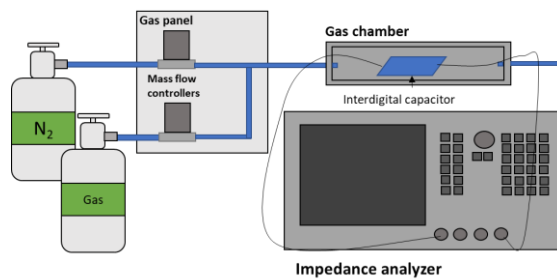 Gas panel
Gas chamber
Mass flow
controllers
Interdigital capacitor
N₂
Gas
Impedance analyzer